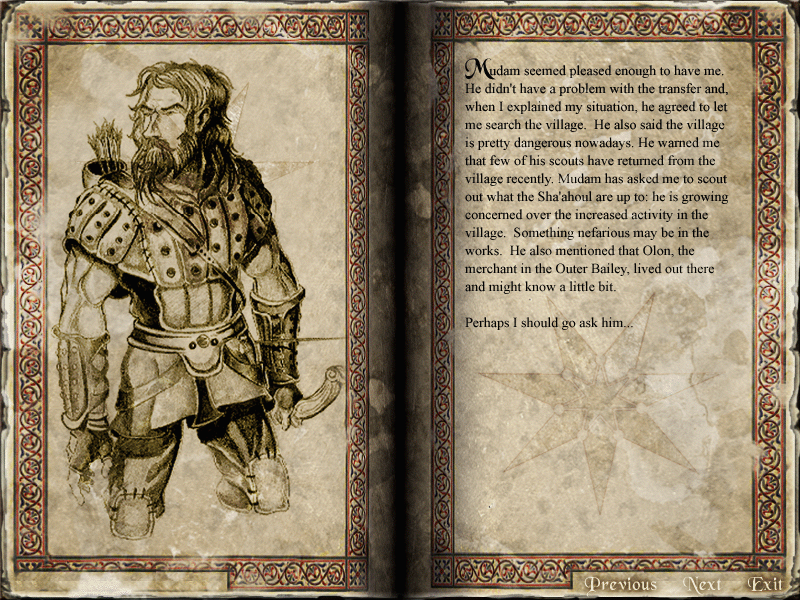 Mudam seemed pleased enough to have me.
He didn't have a problem with the transfer and,
when I explained my situation, he agreed to let
me search the village.  He also said the village
is pretty dangerous nowadays. He warned me
that few of his scouts have returned from the
village recently. Mudam has asked me to scout
out what the Sha'ahoul are up to: he is growing
concerned over the increased activity in the
village.  Something nefarious may be in the
works.  He also mentioned that Olon, the
merchant in the Outer Bailey, lived out there
and might know a little bit.
Perhaps I should go ask him...
Previous Next Exit